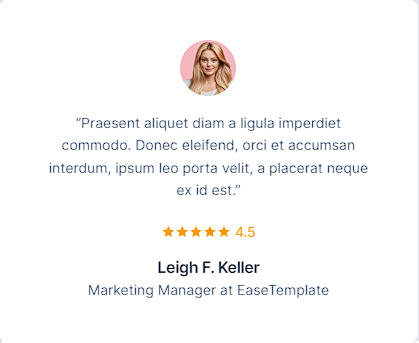 “Praesent aliquet diam a ligula imperdiet
commodo. Donec eleifend, orci et accumsan
interdum, ipsum leo porta velit, a placerat neque
ex id est.”
★★★★★ 4.5
Leigh F. Keller
Marketing Manager at EaseTemplate